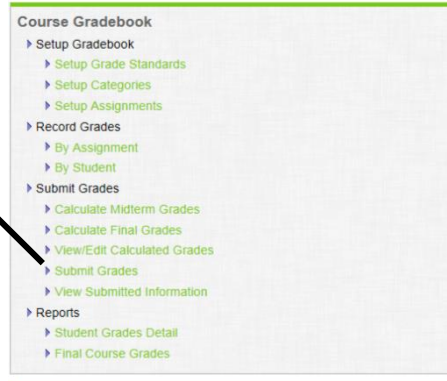 Course Gradebook
Setup Gradebook
Setup Grade Standards
Setup Categories
Setup Assignments
Record Grades
By Assignment
By Student
Submit Grades
Calculate Midterm Grades
Calculate Final Grades
View/Edit Calculated Grades
Submit Grades
View Submitted Information
Reports
Student Grades Detail
Final Course Grades